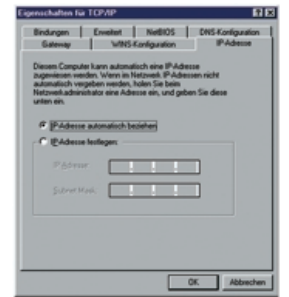 Eigenschaften für TCP/IP
Bindungen Erweitert NetBIOS DNS-Konfiguration
Gateway WINS-Konfiguration IP-Adresse
Diesem Computer kann automatisch eine IP-Adresse
zugewiesen werden. Wenn im Netzwerk IP-Adressen nicht
automatisch vergeben werden, holen Sie beim
Netzwerkadministrator eine Adresse ein, und geben Sie diese
unten ein.
IP-Adresse automatisch beziehen
IP-Adresse festlegen:
IP-Adresse:
Subnet Mask:
OK Abbrechen